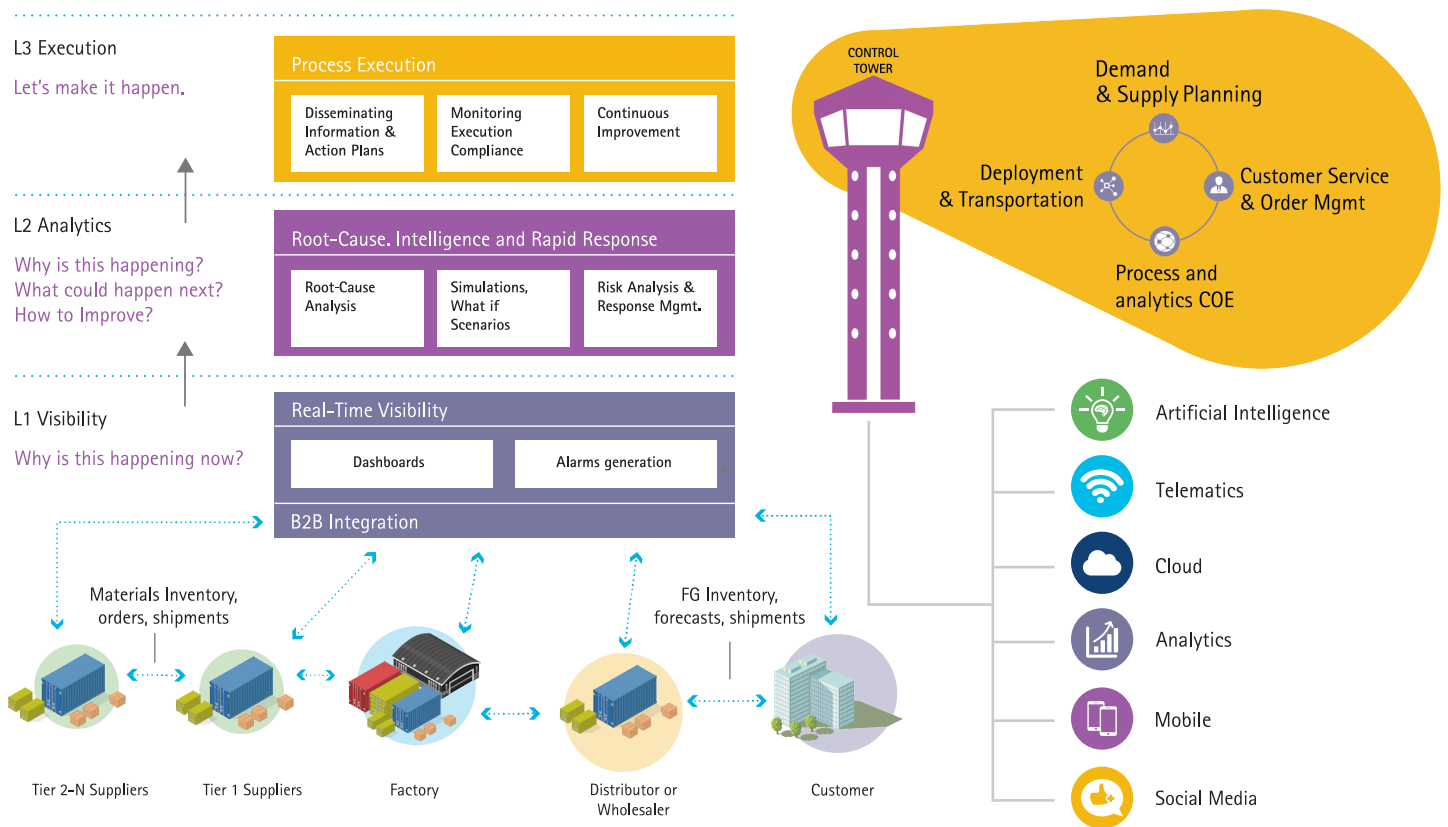 L3 Execution
Let's make it happen.
Process Execution
Disseminating
Information &
Action Plans
Monitoring
Execution
Compliance
Continuous
Improvement
L2 Analytics
Why is this happening?
What could happen next?
How to Improve?
Root-Cause. Intelligence and Rapid Response
Root-Cause
Analysis
Simulations,
What if
Scenarios
Risk Analysis &
Response Mgmt.
L1 Visibility
Why is this happening now?
Real-Time Visibility
Dashboards
Alarms generation
B2B Integration
Materials Inventory,
orders, shipments
FG Inventory,
forecasts, shipments
Tier 2-N Suppliers
Tier 1 Suppliers
Factory
Distributor or
Wholesaler
Customer
CONTROL
TOWER
Demand
& Supply Planning
Deployment
& Transportation
Customer Service
& Order Mgmt
Process and
analytics COE
Artificial Intelligence
Telematics
Cloud
Analytics
Mobile
Social Media